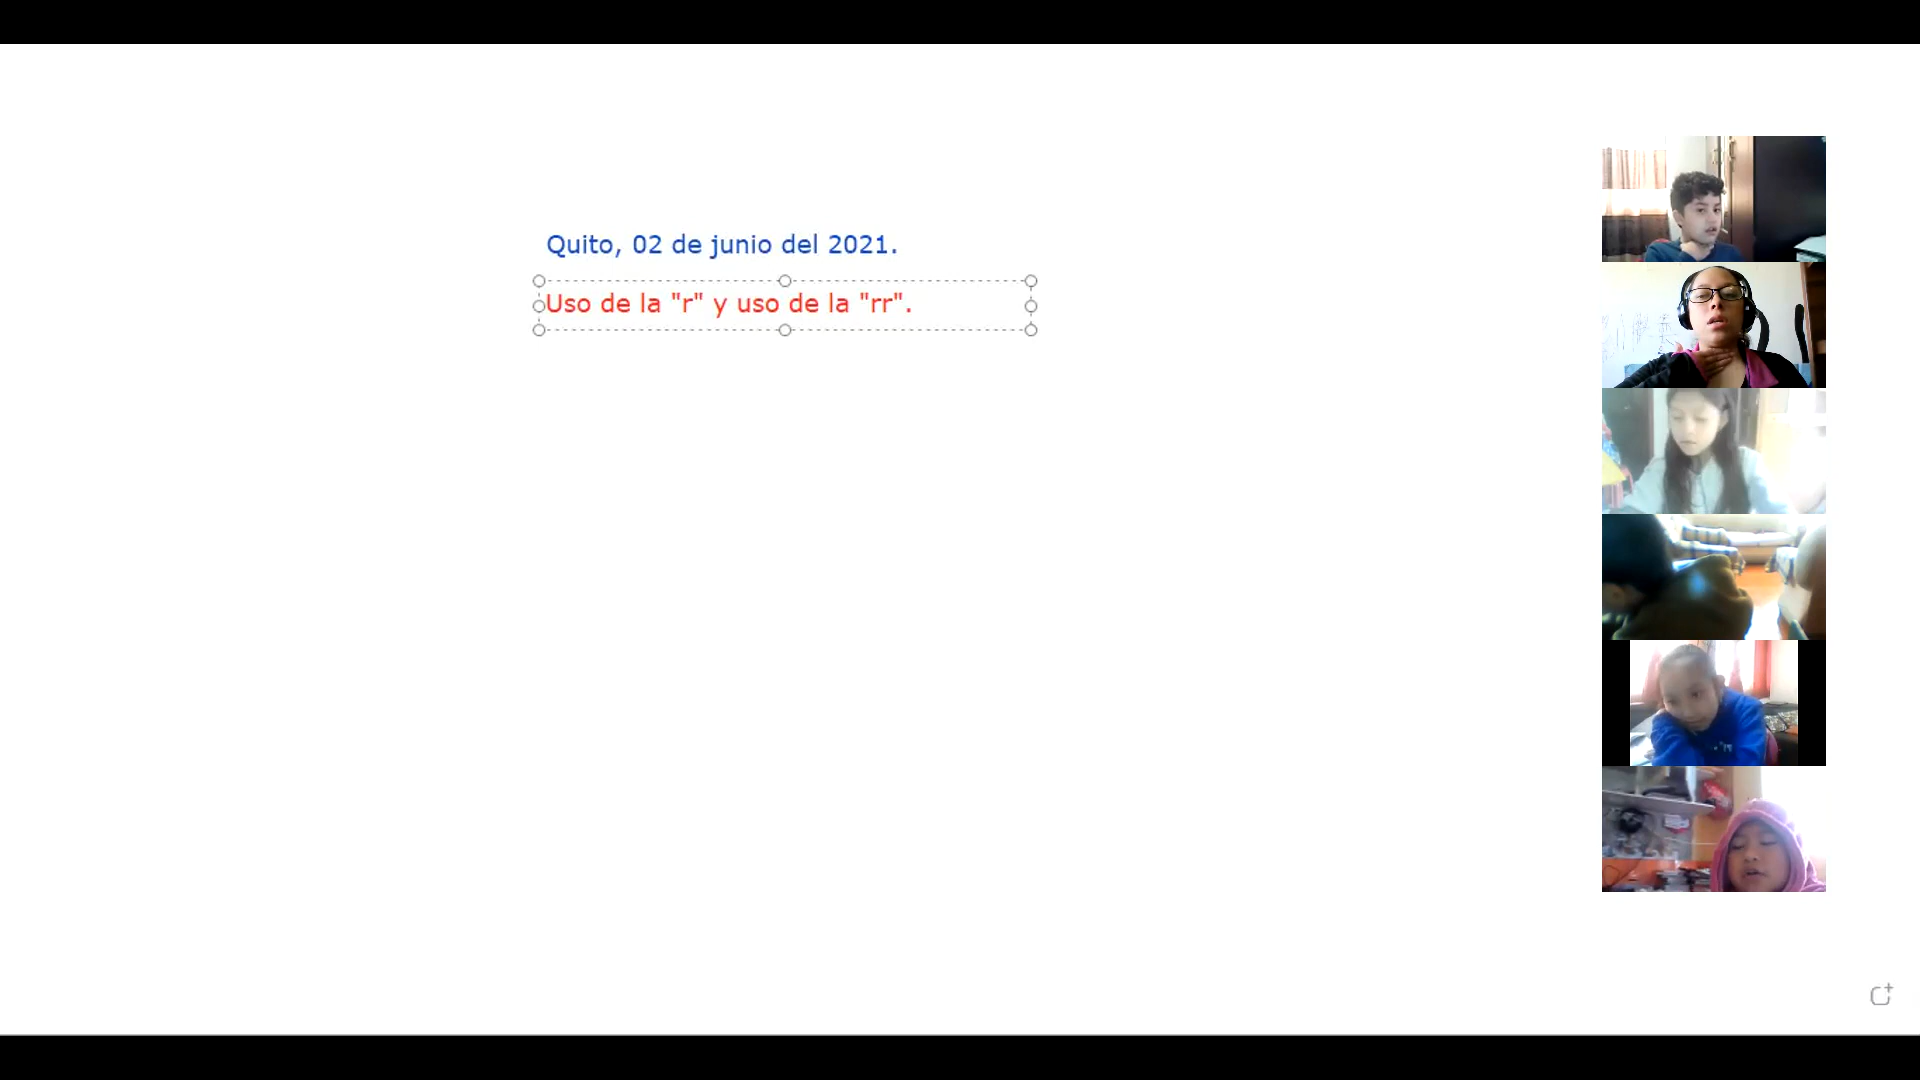 Quito, 02 de junio del 2021.
Uso de la "r" y uso de la "rr".